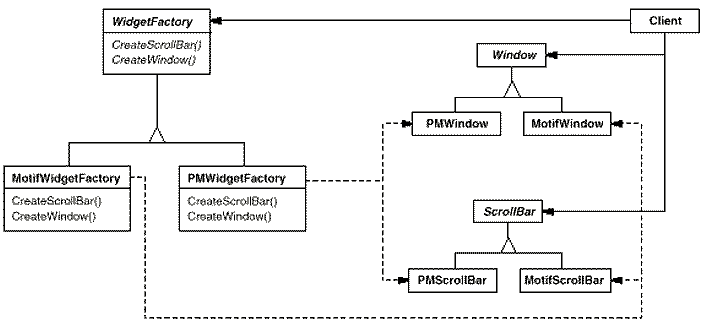 WidgetFactory
CreateScrollBar()
CreateWindow()
Client
Window
PMWindow
MotifWindow
MotifWidgetFactory
CreateScrollBar()
CreateWindow()
PMWidgetFactory
CreateScrollBar()
CreateWindow()
ScrollBar
PMScrollBar
MotifScrollBar